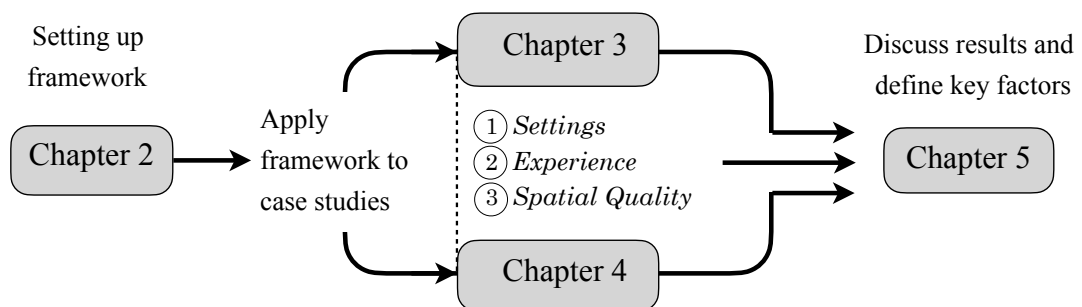 Setting up
framework
Chapter 2
Apply
framework to
case studies
Chapter 3
1 Settings
2 Experience
3 Spatial Quality
Chapter 4
Discuss results and
define key factors
Chapter 5